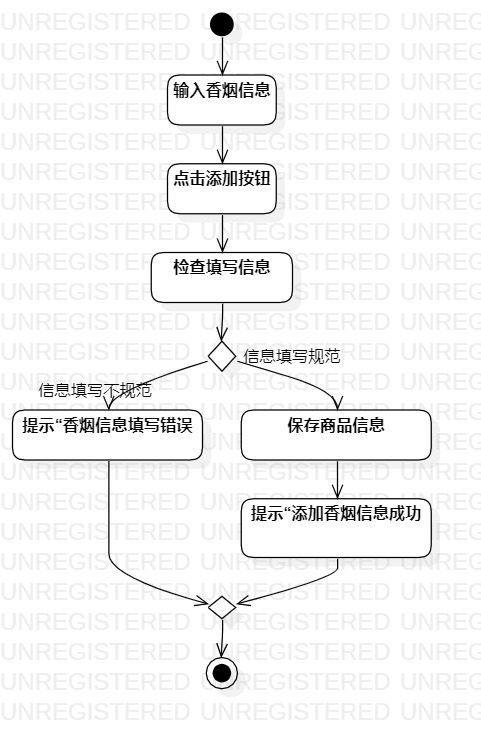 输入香烟信息
点击添加按钮
检查填写信息
信息填写规范
信息填写不规范
提示“香烟信息填写错误
保存商品信息
提示“添加香烟信息成功
UNREGISTERED UNREGISTERED UNREG